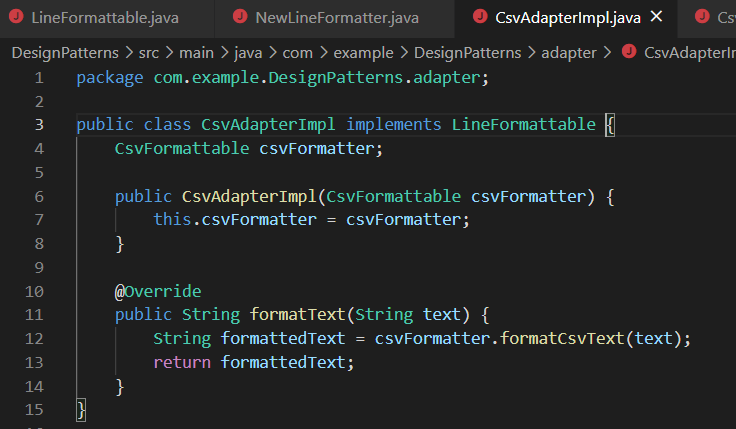 LineFormattable.java NewLineFormatter.java CsvAdapterImpl.java Cs
DesignPatterns > src > main > java > com > example > DesignPatterns > adapter > CsvAdapterIm
1 package com.example.DesignPatterns.adapter;
2
3 public class CsvAdapterImpl implements LineFormattable {
4     CsvFormattable csvFormatter;
5
6     public CsvAdapterImpl(CsvFormattable csvFormatter) {
7         this.csvFormatter = csvFormatter;
8     }
9
10     @Override
11     public String formatText(String text) {
12         String formattedText = csvFormatter.formatCsvText(text);
13         return formattedText;
14     }
15 }